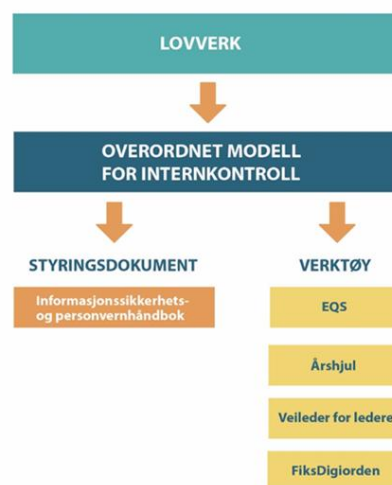 LOVVERK
OVERORDNET MODELL
FOR INTERNKONTROLL
STYRINGSDOKUMENT
Informasjonssikkerhets-
og personvernhåndbok
VERKTØY
EQS
Årshjul
Veileder for ledere
FiksDigiorden